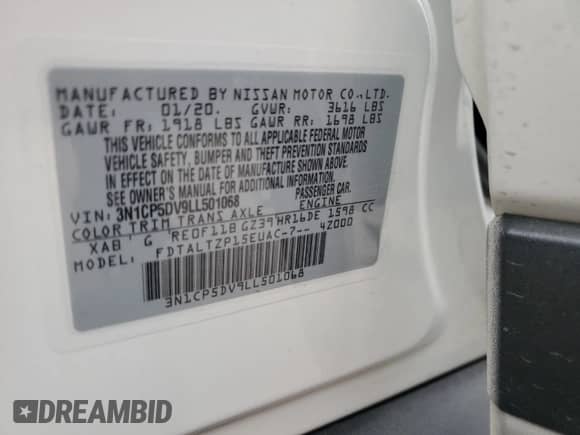 MANUFACTURED BY NISSAN MOTOR CO.,LTD.
DATE: 01/20. GVWR: 3616 LBS
GAWR FR: 1918 LBS GAWR RR: 1698 LBS
THIS VEHICLE CONFORMS TO ALL APPLICABLE FEDERAL MOTOR
VEHICLE SAFETY, BUMPER AND THEFT PREVENTION STANDARDS
IN EFFECT ON THE DATE OF MANUFACTURE SHOWN ABOVE.
SEE OWNER'S MANUAL FOR ADDITIONAL INFORMATION.
VIN: 3N1CP5DV9LL501068 PASSENGER CAR.
COLOR TRIM TRANS AXLE ENGINE
XAB G RE0F11B GZ39 HR16DE 1598 CC
MODEL: FDTALTZP15EUAC-7-- 4Z000
3N1CP5DV9LL501068
DREAMBID